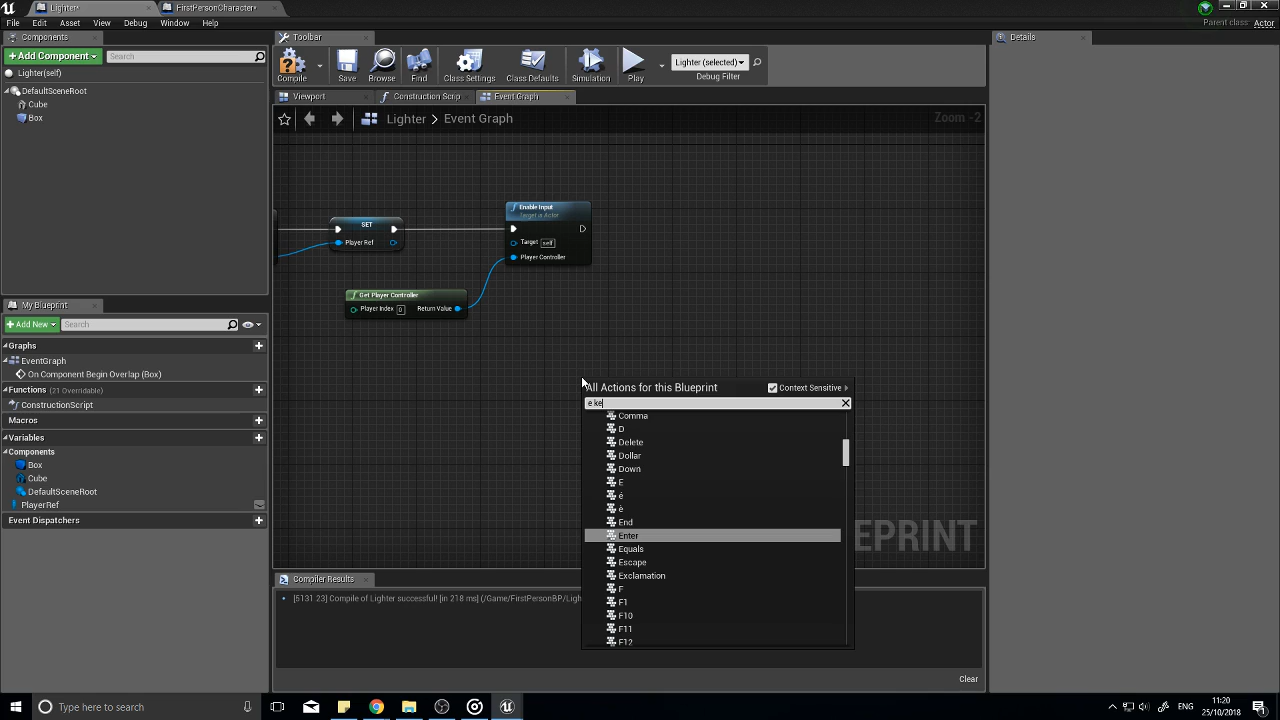 Lighter*
FirstPersonCharacter*
File Edit Asset View Debug Window Help
Parent class: Actor
Components
+ Add Component
Search
Lighter(self)
DefaultSceneRoot
Cube
Box
My Blueprint
+ Add New
Search
Graphs
EventGraph
On Component Begin Overlap (Box)
Functions (21 Overridable)
ConstructionScript
Macros
Variables
Components
Box
Cube
DefaultSceneRoot
PlayerRef
Event Dispatchers
Toolbar
Compile Save Browse Find Class Settings Class Defaults Simulation Play
Lighter (selected)
Debug Filter
Viewport Construction Scrip Event Graph
Lighter > Event Graph
Zoom -2
SET
Player Ref
Enable Input
Target is Actor
Target self
Player Controller
Get Player Controller
Player Index 0 Return Value
All Actions for this Blueprint
Context Sensitive
e ke
Comma
D
Delete
Dollar
Down
E
é
è
End
Enter
Equals
Escape
Exclamation
F
F1
F10
F11
F12
EPRINT
Compiler Results
[5131.23] Compile of Lighter successful! [in 218 ms] (/Game/FirstPersonBP/Ligh
Clear
Details
Type here to search
ENG
11:20
25/10/2018
1